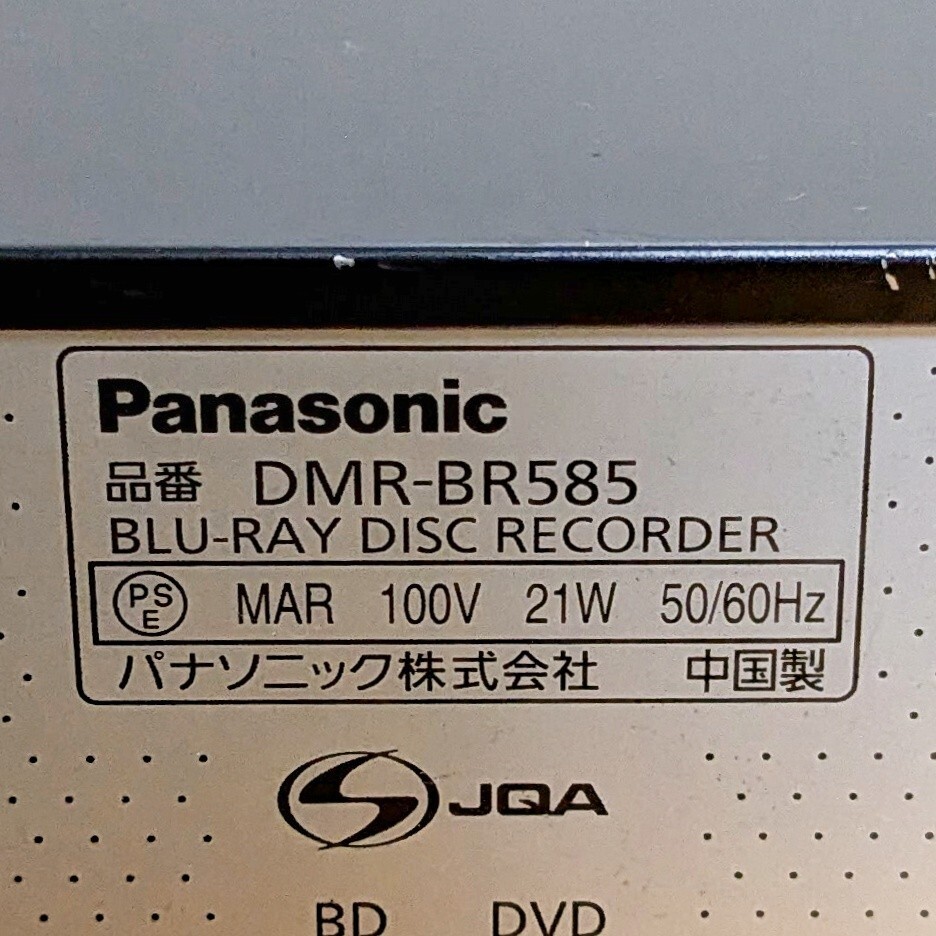 Panasonic
品番 DMR-BR585
BLU-RAY DISC RECORDER
PSE MAR 100V 21W 50/60Hz
パナソニック株式会社 中国製
JQA
BD DVD